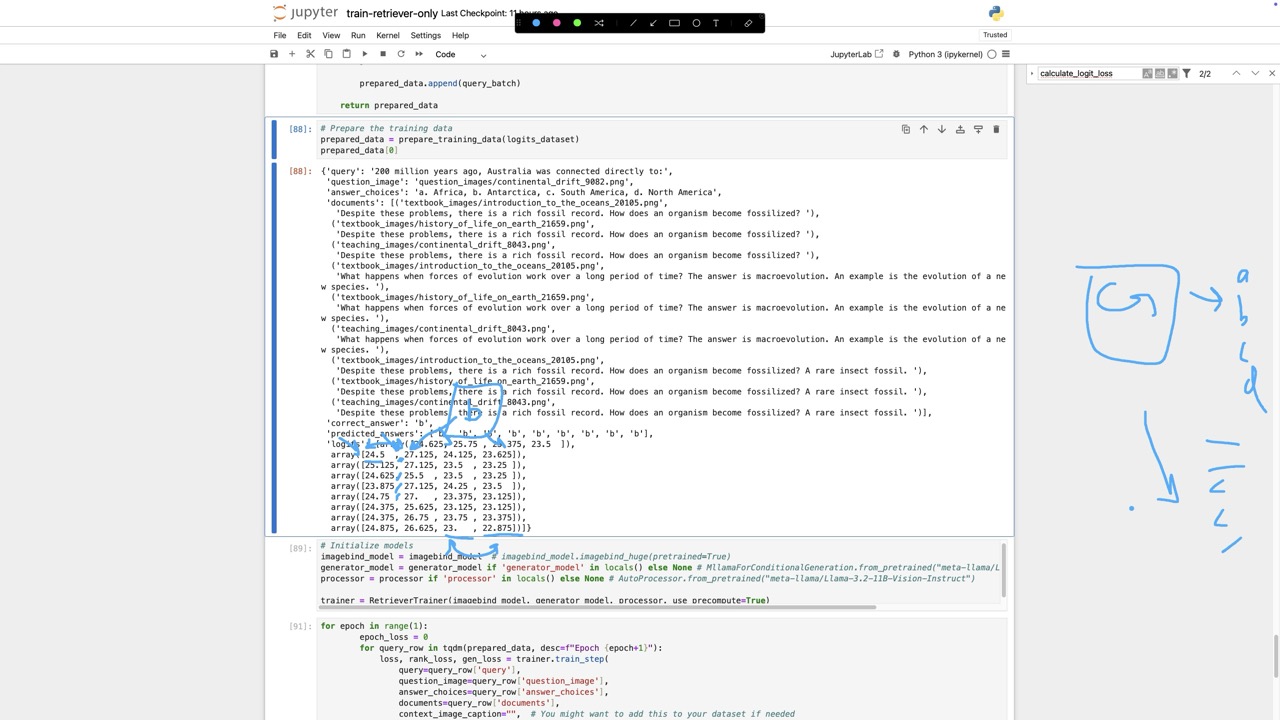 jupyter train-retriever-only Last Checkpoint: 11 hours ago
File Edit View Run Kernel Settings Help Trusted
Code JupyterLab Python 3 (ipykernel)
calculate_logit_loss 2/2
prepared_data.append(query_batch)
return prepared_data
[88]: # Prepare the training data
prepared_data = prepare_training_data(logits_dataset)
prepared_data[0]
[88]: {'query': '200 million years ago, Australia was connected directly to:',
'question_image': 'question_images/continental_drift_9082.png',
'answer_choices': 'a. Africa, b. Antarctica, c. South America, d. North America',
'documents': [('textbook_images/introduction_to_the_oceans_20105.png',
'Despite these problems, there is a rich fossil record. How does an organism become fossilized? '),
('textbook_images/history_of_life_on_earth_21659.png',
'Despite these problems, there is a rich fossil record. How does an organism become fossilized? '),
('teaching_images/continental_drift_8043.png',
'Despite these problems, there is a rich fossil record. How does an organism become fossilized? '),
('textbook_images/introduction_to_the_oceans_20105.png',
'What happens when forces of evolution work over a long period of time? The answer is macroevolution. An example is the evolution of a ne
w species. '),
('textbook_images/history_of_life_on_earth_21659.png',
'What happens when forces of evolution work over a long period of time? The answer is macroevolution. An example is the evolution of a ne
w species. '),
('teaching_images/continental_drift_8043.png',
'What happens when forces of evolution work over a long period of time? The answer is macroevolution. An example is the evolution of a ne
w species. '),
('textbook_images/introduction_to_the_oceans_20105.png',
'Despite these problems, there is a rich fossil record. How does an organism become fossilized? A rare insect fossil. '),
('textbook_images/history_of_life_on_earth_21659.png',
'Despite these problems, there is a rich fossil record. How does an organism become fossilized? A rare insect fossil. '),
('teaching_images/continental_drift_8043.png',
'Despite these problems, there is a rich fossil record. How does an organism become fossilized? A rare insect fossil. ')],
'correct_answer': 'b',
'predicted_answers': 'b', 'b', 'b', 'b', 'b', 'b', 'b'],
'logits': [array([24.625, 25.75 , 23.375, 23.5 ]),
array([24.5 , 27.125, 24.125, 23.625]),
array([25.125, 27.125, 23.5 , 23.25 ]),
array([24.625, 25.5 , 23.5 , 23.5 ]),
array([23.875, 27.125, 24.25 , 23.5 ]),
array([24.75 , 27. , 23.375, 23.125]),
array([24.375, 25.625, 23.125, 23.125]),
array([24.375, 26.75 , 23.75 , 23.375]),
array([24.875, 26.625, 23. , 22.875])]}
b
G
a
b
c
d
[89]: # Initialize models
imagebind_model = imagebind_model # imagebind_model.imagebind_huge(pretrained=True)
generator_model = generator_model if 'generator_model' in locals() else None # MllamaForConditionalGeneration.from_pretrained("meta-llama/L
processor = processor if 'processor' in locals() else None # AutoProcessor.from_pretrained("meta-llama/Llama-3.2-11B-Vision-Instruct")
trainer = RetrieverTrainer(imagebind_model, generator_model, processor, use_precompute=True)
[91]: for epoch in range(1):
epoch_loss = 0
for query_row in tqdm(prepared_data, desc=f"Epoch {epoch+1}"):
loss, rank_loss, gen_loss = trainer.train_step(
query=query_row['query'],
question_image=query_row['question_image'],
answer_choices=query_row['answer_choices'],
documents=query_row['documents'],
context_image_caption="", # You might want to add this to your dataset if needed